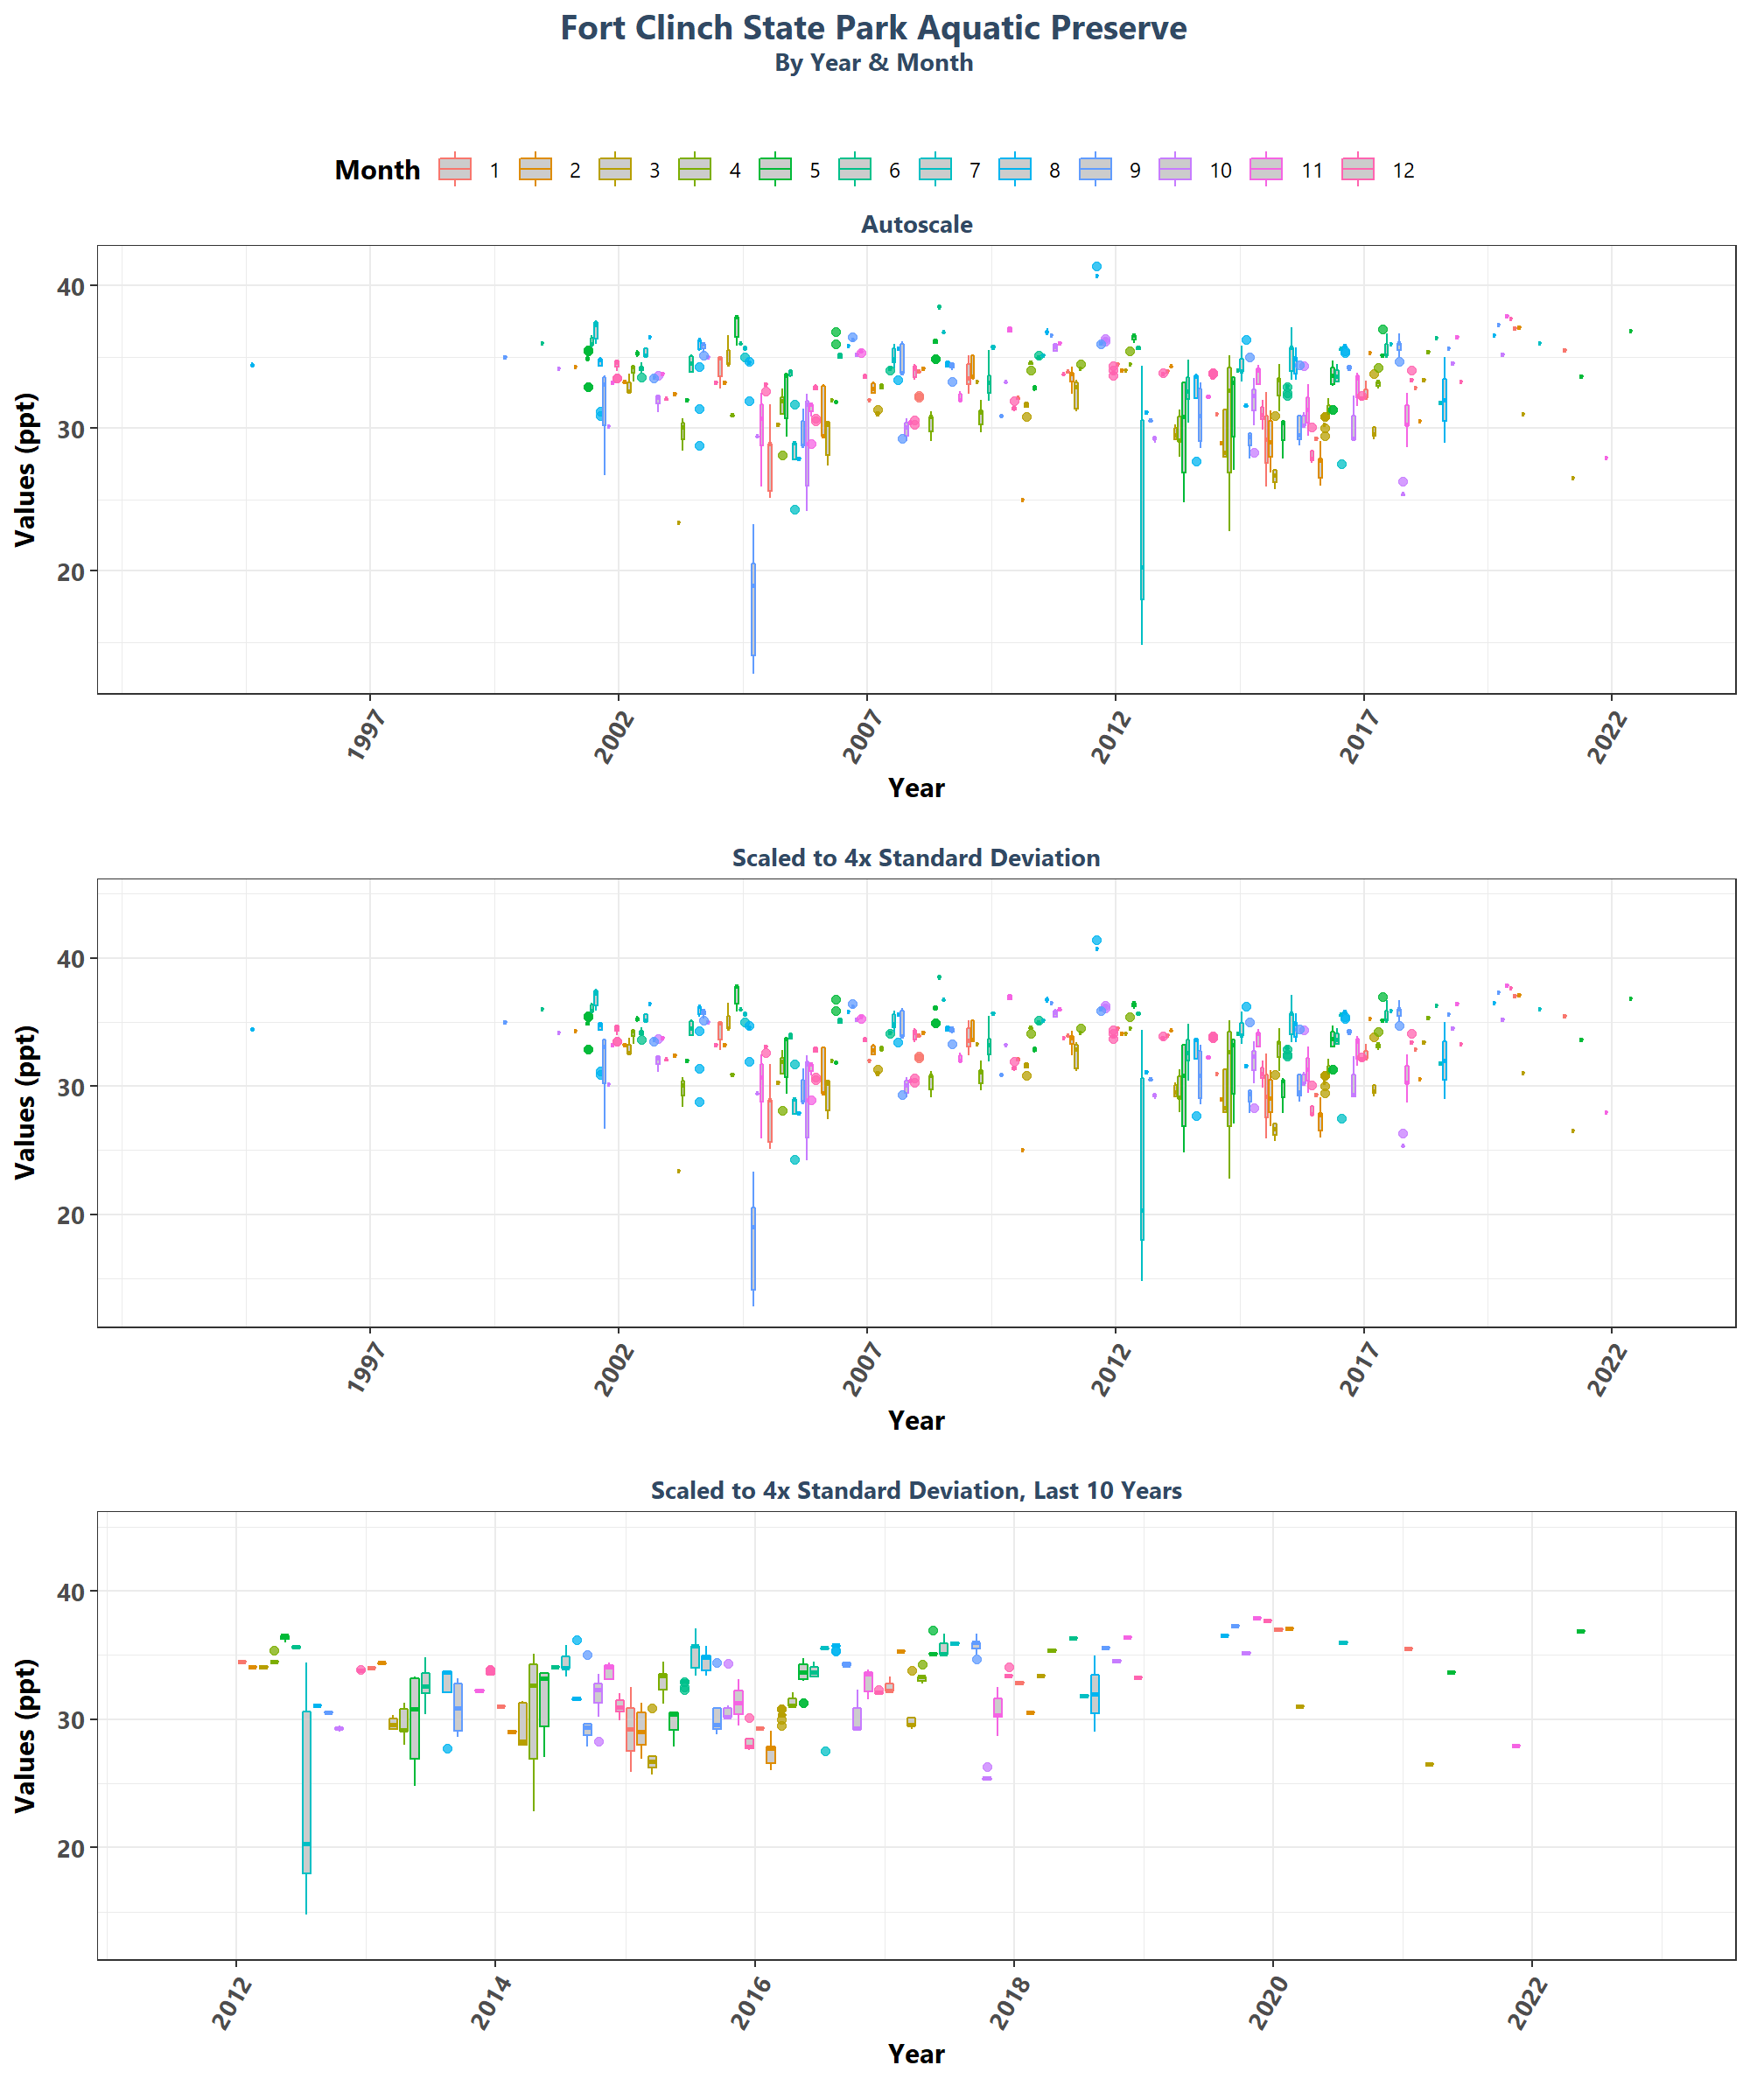 Fort Clinch State Park Aquatic Preserve
By Year & Month
Month 1 2 3 4 5 6 7 8 9 10 11 12
Autoscale
Values (ppt)
40
30
20
1997 2002 2007 2012 2017 2022
Year
Scaled to 4x Standard Deviation
Values (ppt)
40
30
20
1997 2002 2007 2012 2017 2022
Year
Scaled to 4x Standard Deviation, Last 10 Years
Values (ppt)
40
30
20
2012 2014 2016 2018 2020 2022
Year